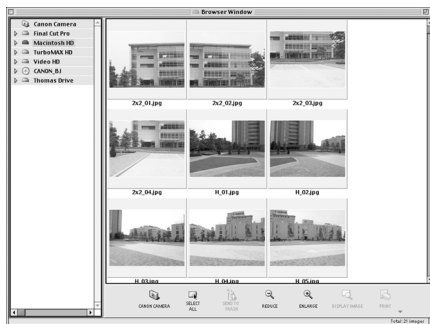 Browser Window
Canon Camera
Final Cut Pro
Macintosh HD
TurboMAX HD
Video HD
CANON_BJ
Thomas Drive
2x2_01.jpg
2x2_02.jpg
2x2_03.jpg
2x2_04.jpg
H_01.jpg
H_02.jpg
H_03.jpg
H_04.jpg
H_05.jpg
CANON CAMERA
SELECT ALL
SEND TO TRASH
REDUCE
ENLARGE
DISPLAY IMAGE
PRINT
Total: 21 images